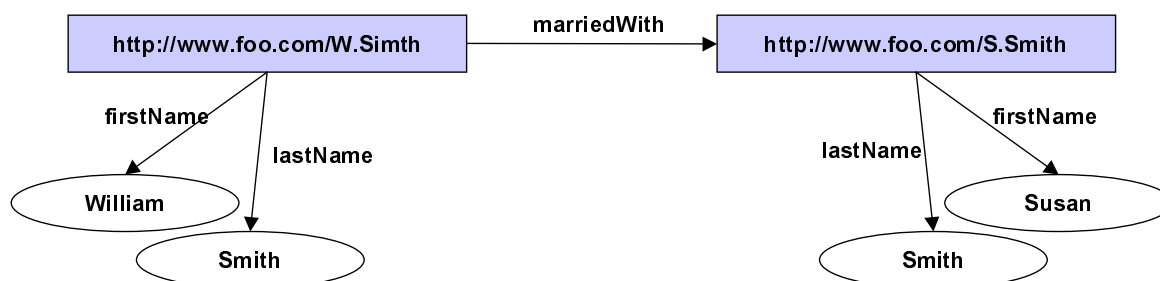 marriedWith
http://www.foo.com/W.Simth
http://www.foo.com/S.Smith
firstName
firstName
lastName
lastName
William
Susan
Smith
Smith